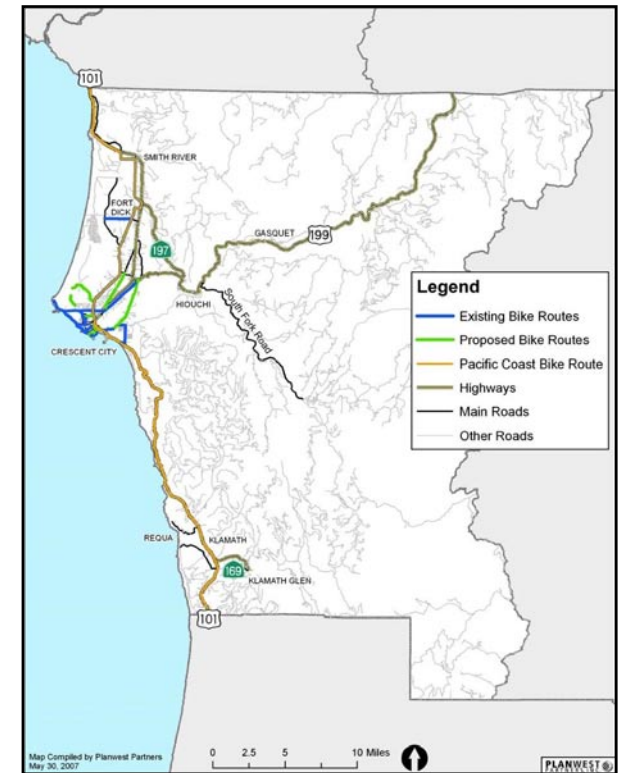 101
SMITH RIVER
FORT
DICK
197
GASQUET
199
HIOUCHI
South Fork Road
CRESCENT CITY
Legend
Existing Bike Routes
Proposed Bike Routes
Pacific Coast Bike Route
Highways
Main Roads
Other Roads
REQUA
KLAMATH
169
KLAMATH GLEN
101
Map Compiled by Planwest Partners
May 30, 2007
0 2.5 5 10 Miles
PLANWEST
PARTNERS, INC.